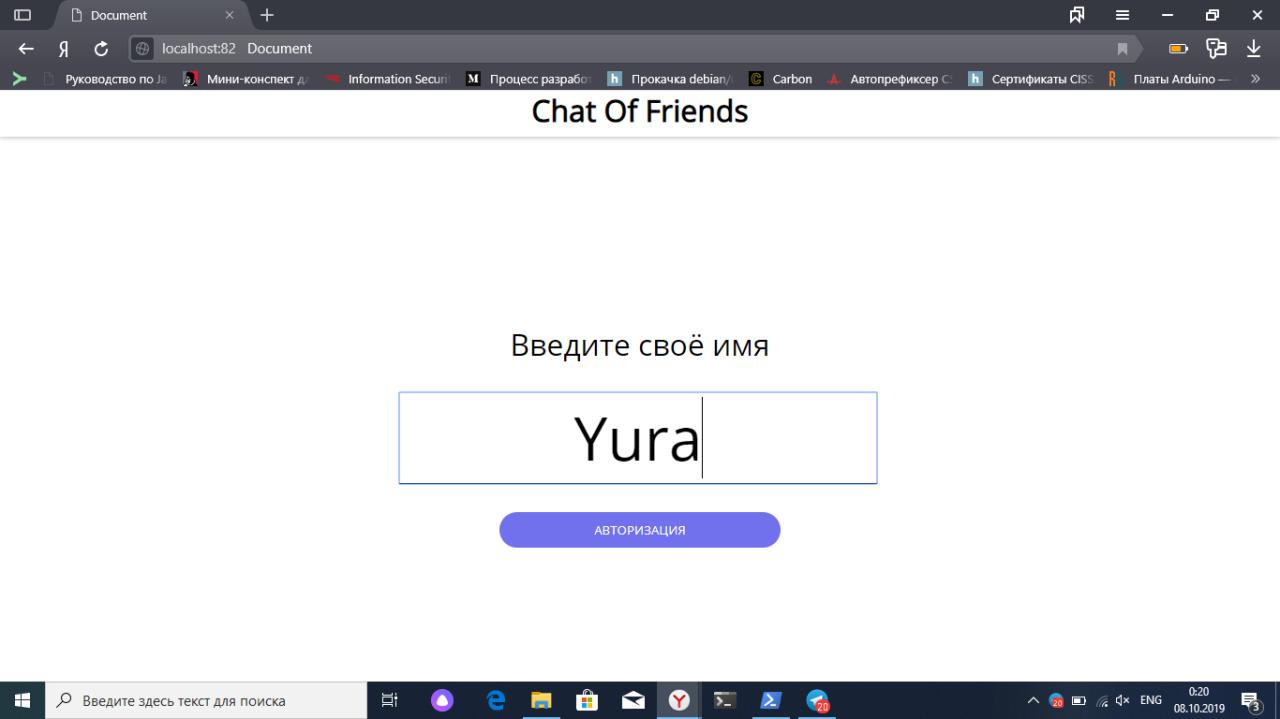 Document
Я
localhost:82 Document
Руководство по Ja
Мини-конспект д
Information Securi
M
Процесс разрабо
h
Прокачка debian/
C
Carbon
Автопрефиксер C
h
Сертификаты CISS
R
Платы Arduino —
Chat Of Friends
Введите своё имя
Yura
АВТОРИЗАЦИЯ
Введите здесь текст для поиска
20
20
ENG
0:20
08.10.2019
3